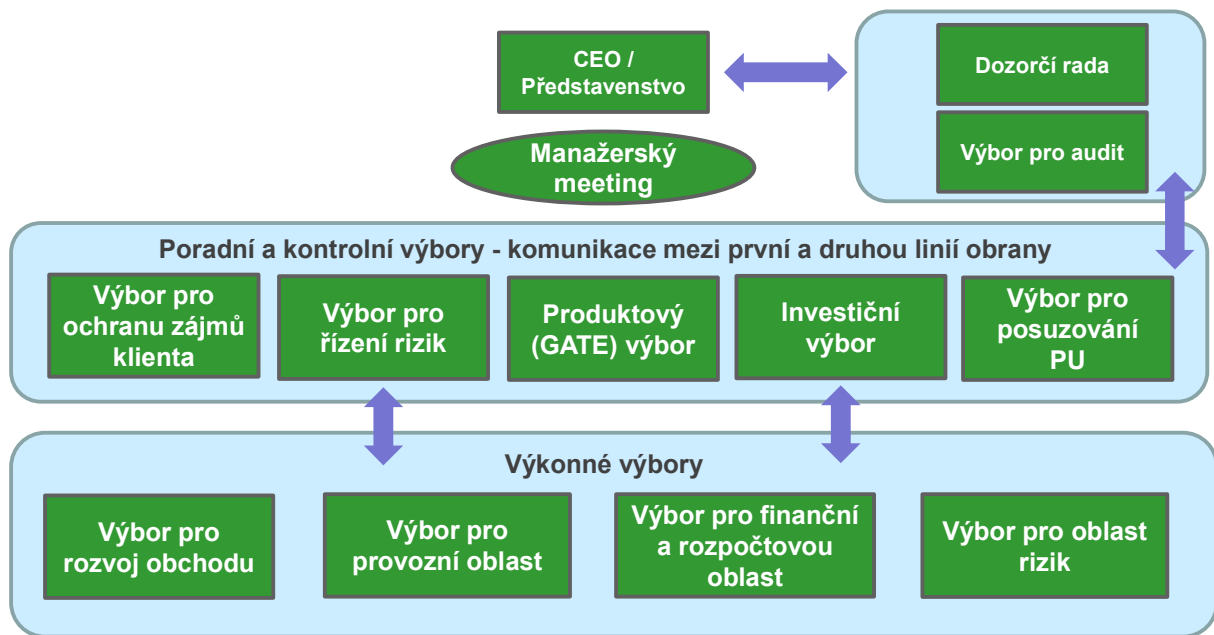 CEO /
Představenstvo
Dozorčí rada
Manažerský
meeting
Výbor pro audit
Poradní a kontrolní výbory - komunikace mezi první a druhou linií obrany
Výbor pro
ochranu zájmů
klienta
Výbor pro
řízení rizik
Produktový
(GATE) výbor
Investiční
výbor
Výbor pro
posuzování
PU
Výkonné výbory
Výbor pro
rozvoj obchodu
Výbor pro
provozní oblast
Výbor pro finanční
a rozpočtovou
oblast
Výbor pro oblast
rizik